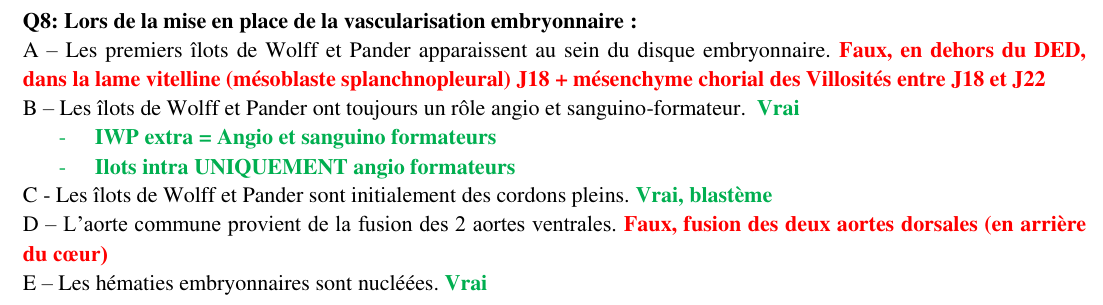 Q8: Lors de la mise en place de la vascularisation embryonnaire :
A – Les premiers îlots de Wolff et Pander apparaissent au sein du disque embryonnaire. Faux, en dehors du DED,
dans la lame vitelline (mésoblaste splanchnopleural) J18 + mésenchyme chorial des Villosités entre J18 et J22
B – Les îlots de Wolff et Pander ont toujours un rôle angio et sanguino-formateur. Vrai
- IWP extra = Angio et sanguino formateurs
- Ilots intra UNIQUEMENT angio formateurs
C - Les îlots de Wolff et Pander sont initialement des cordons pleins. Vrai, blastème
D – L’aorte commune provient de la fusion des 2 aortes ventrales. Faux, fusion des deux aortes dorsales (en arrière
du cœur)
E – Les hématies embryonnaires sont nucléées. Vrai